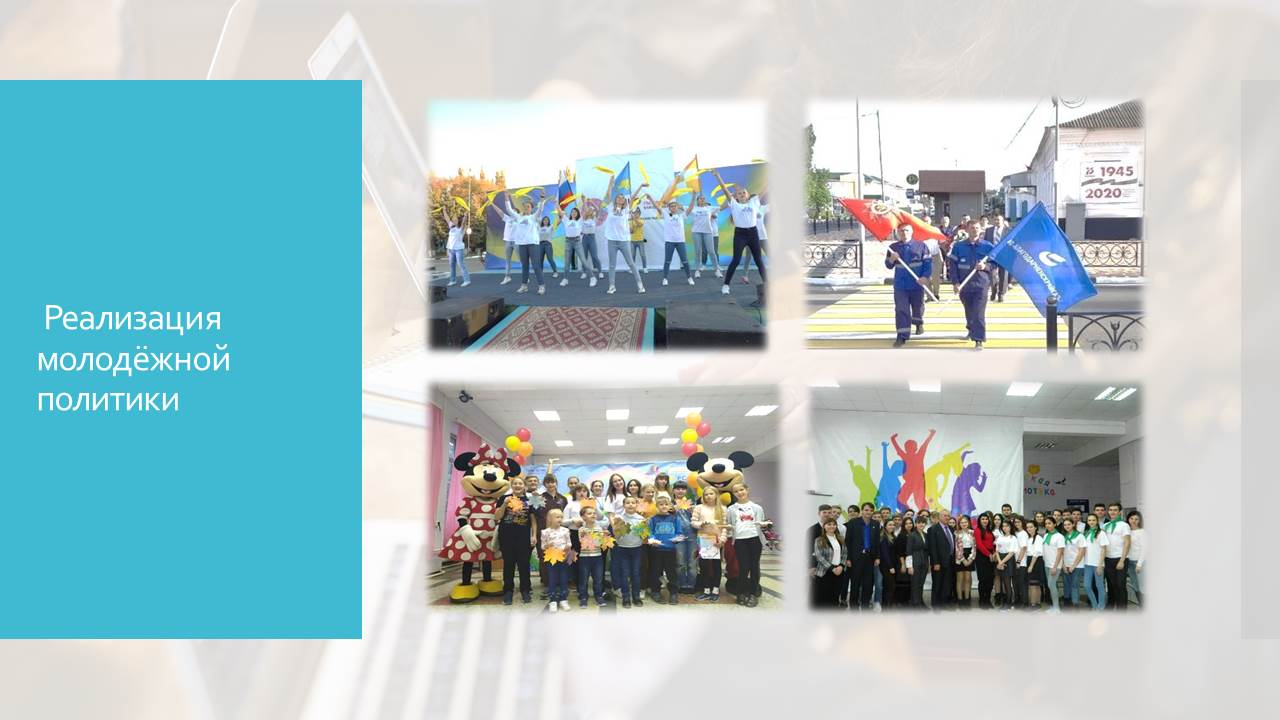 Реализация
молодёжной
политики
1945
2020